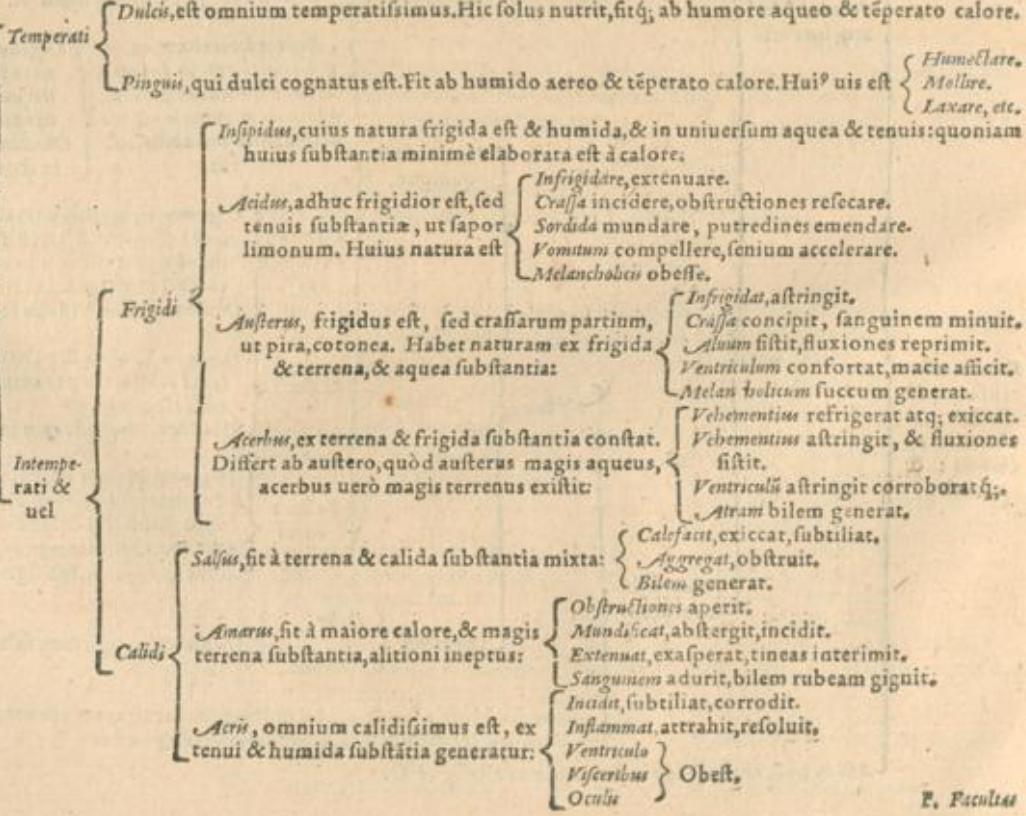 Temperati
Dulcis, eſt omnium temperatiſsimus. Hic ſolus nutrit, fitq́; ab humore aqueo & tẽperato calore.
Pinguis, qui dulci cognatus eſt. Fit ab humido aereo & tẽperato calore. Huiꝰ uis eſt
Humectare.
Mollire.
Laxare, etc.
Intempe-
rati &
uel
Frigidi
Inſipidus, cuius natura frigida eſt & humida, & in uniuerſum aquea & tenuis: quoniam
huius ſubſtantia minimè elaborata eſt à calore.
Acidus, adhuc frigidior eſt, ſed
tenuis ſubſtantiæ, ut ſapor
limonum. Huius natura eſt
Infrigidare, extenuare.
Craſſa incidere, obſtructiones reſecare.
Sordida mundare, putredines emendare.
Vomitum compellere, ſenium accelerare.
Melancholicis obeſſe.
Auſterus, frigidus eſt, ſed craſſarum partium,
ut pira, cotonea. Habet naturam ex frigida
& terrena, & aquea ſubſtantia:
Infrigidat, aſtringit.
Craſſa concipit, ſanguinem minuit.
Aluum ſiſtit, fluxiones reprimit.
Ventriculum confortat, macie afficit.
Melan holicum ſuccum generat.
Acerbus, ex terrena & frigida ſubſtantia conſtat.
Differt ab auſtero, quòd auſterus magis aqueus,
acerbus uerò magis terrenus exiſtit:
Vehementius refrigerat atq; exiccat.
Vehementius aſtringit, & fluxiones
ſiſtit.
Ventriculũ aſtringit corroboratq́;.
Atram bilem generat.
Calidi
Salſus, fit à terrena & calida ſubſtantia mixta:
Calefacit, exiccat, ſubtiliat.
Aggregat, obſtruit.
Bilem generat.
Amarus, fit à maiore calore, & magis
terrena ſubſtantia, alitioni ineptus:
Obſtructiones aperit.
Mundificat, abſtergit, incidit.
Extenuat, exaſperat, tineas interimit.
Sanguinem adurit, bilem rubeam gignit.
Acris, omnium calidiſsimus eſt, ex
tenui & humida ſubſtãtia generatur:
Incidit, ſubtiliat, corrodit.
Inflammat, attrahit, reſoluit.
Ventriculo
Viſceribus
Oculis
Obeſt.
F. Facultas